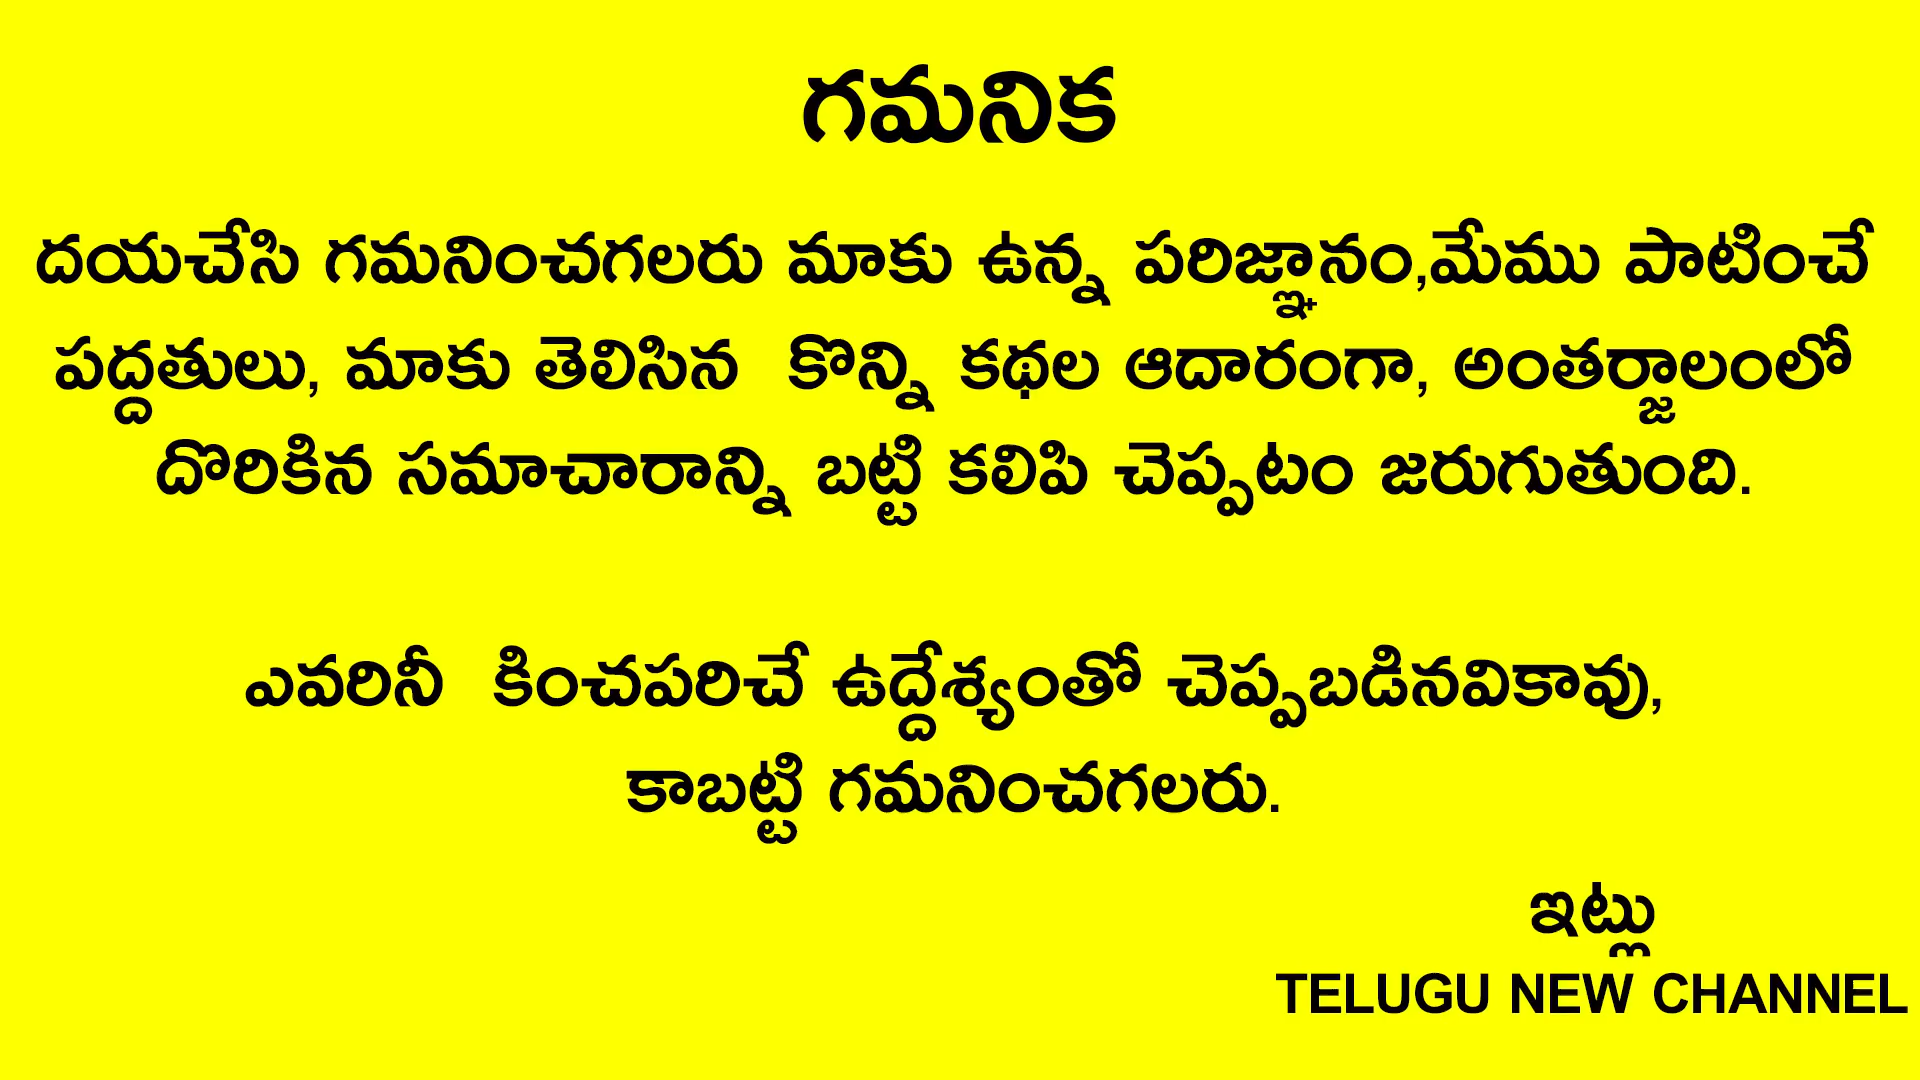 గమనిక
దయచేసి గమనించగలరు మాకు ఉన్న పరిజ్ఞానం,మేము పాటించే
పద్దతులు, మాకు తెలిసిన కొన్ని కథల ఆదారంగా, అంతర్జాలంలో
దొరికిన సమాచారాన్ని బట్టి కలిపి చెప్పటం జరుగుతుంది.
ఎవరినీ కించపరిచే ఉద్దేశ్యంతో చెప్పబడినవికావు,
కాబట్టి గమనించగలరు.
ఇట్లు
TELUGU NEW CHANNEL